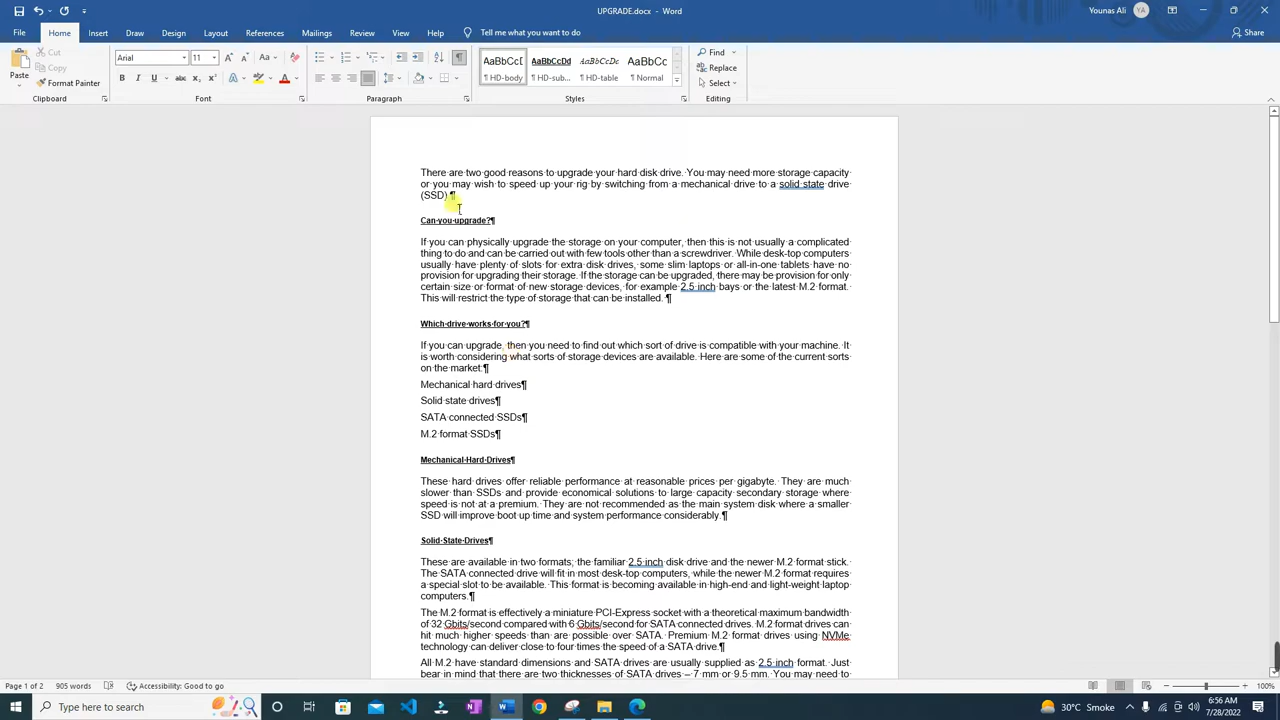 UPGRADE.docx - Word
Younas Ali YA
File Home Insert Draw Design Layout References Mailings Review View Help Tell me what you want to do Share
Paste
Cut
Copy
Format Painter
Clipboard
Arial 11 Aa
B I U abc x₂ x² A A
Font
Paragraph
AaBbCcI AaBbCcDd AaBbCcDc AaBbCc
¶ HD-body ¶ HD-sub... ¶ HD-table ¶ Normal
Styles
Find
Replace
Select
Editing
There are two good reasons to upgrade your hard disk drive. You may need more storage capacity
or you may wish to speed up your rig by switching from a mechanical drive to a solid state drive
(SSD).¶
Can·you·upgrade?¶
If you can physically upgrade the storage on your computer, then this is not usually a complicated
thing to do and can be carried out with few tools other than a screwdriver. While desk-top computers
usually have plenty of slots for extra disk drives, some slim laptops or all-in-one tablets have no
provision for upgrading their storage. If the storage can be upgraded, there may be provision for only
certain size or format of new storage devices, for example 2.5 inch bays or the latest M.2 format.
This will restrict the type of storage that can be installed. ¶
Which·drive·works·for·you?¶
If you can upgrade, then you need to find out which sort of drive is compatible with your machine. It
is worth considering what sorts of storage devices are available. Here are some of the current sorts
on the market:¶
Mechanical·hard·drives¶
Solid·state·drives¶
SATA·connected·SSDs¶
M.2·format·SSDs¶
Mechanical·Hard·Drives¶
These hard drives offer reliable performance at reasonable prices per gigabyte. They are much
slower than SSDs and provide economical solutions to large capacity secondary storage where
speed is not at a premium. They are not recommended as the main system disk where a smaller
SSD will improve boot up time and system performance considerably.¶
Solid·State·Drives¶
These are available in two formats; the familiar 2.5 inch disk drive and the newer M.2 format stick.
The SATA connected drive will fit in most desk-top computers, while the newer M.2 format requires
a special slot to be available. This format is becoming available in high-end and light-weight laptop
computers.¶
The M.2 format is effectively a miniature PCI-Express socket with a theoretical maximum bandwidth
of 32 Gbits/second compared with 6 Gbits/second for SATA connected drives. M.2 format drives can
hit much higher speeds than are possible over SATA. Premium M.2 format drives using NVMe
technology can deliver close to four times the speed of a SATA drive.¶
All M.2 have standard dimensions and SATA drives are usually supplied as 2.5 inch format. Just
bear in mind that there are two thicknesses of SATA drives – 7 mm or 9.5 mm. You may need to
Page 1 of 2 905 words Accessibility: Good to go 100%
Type here to search
30°C Smoke
6:56 AM
7/28/2022